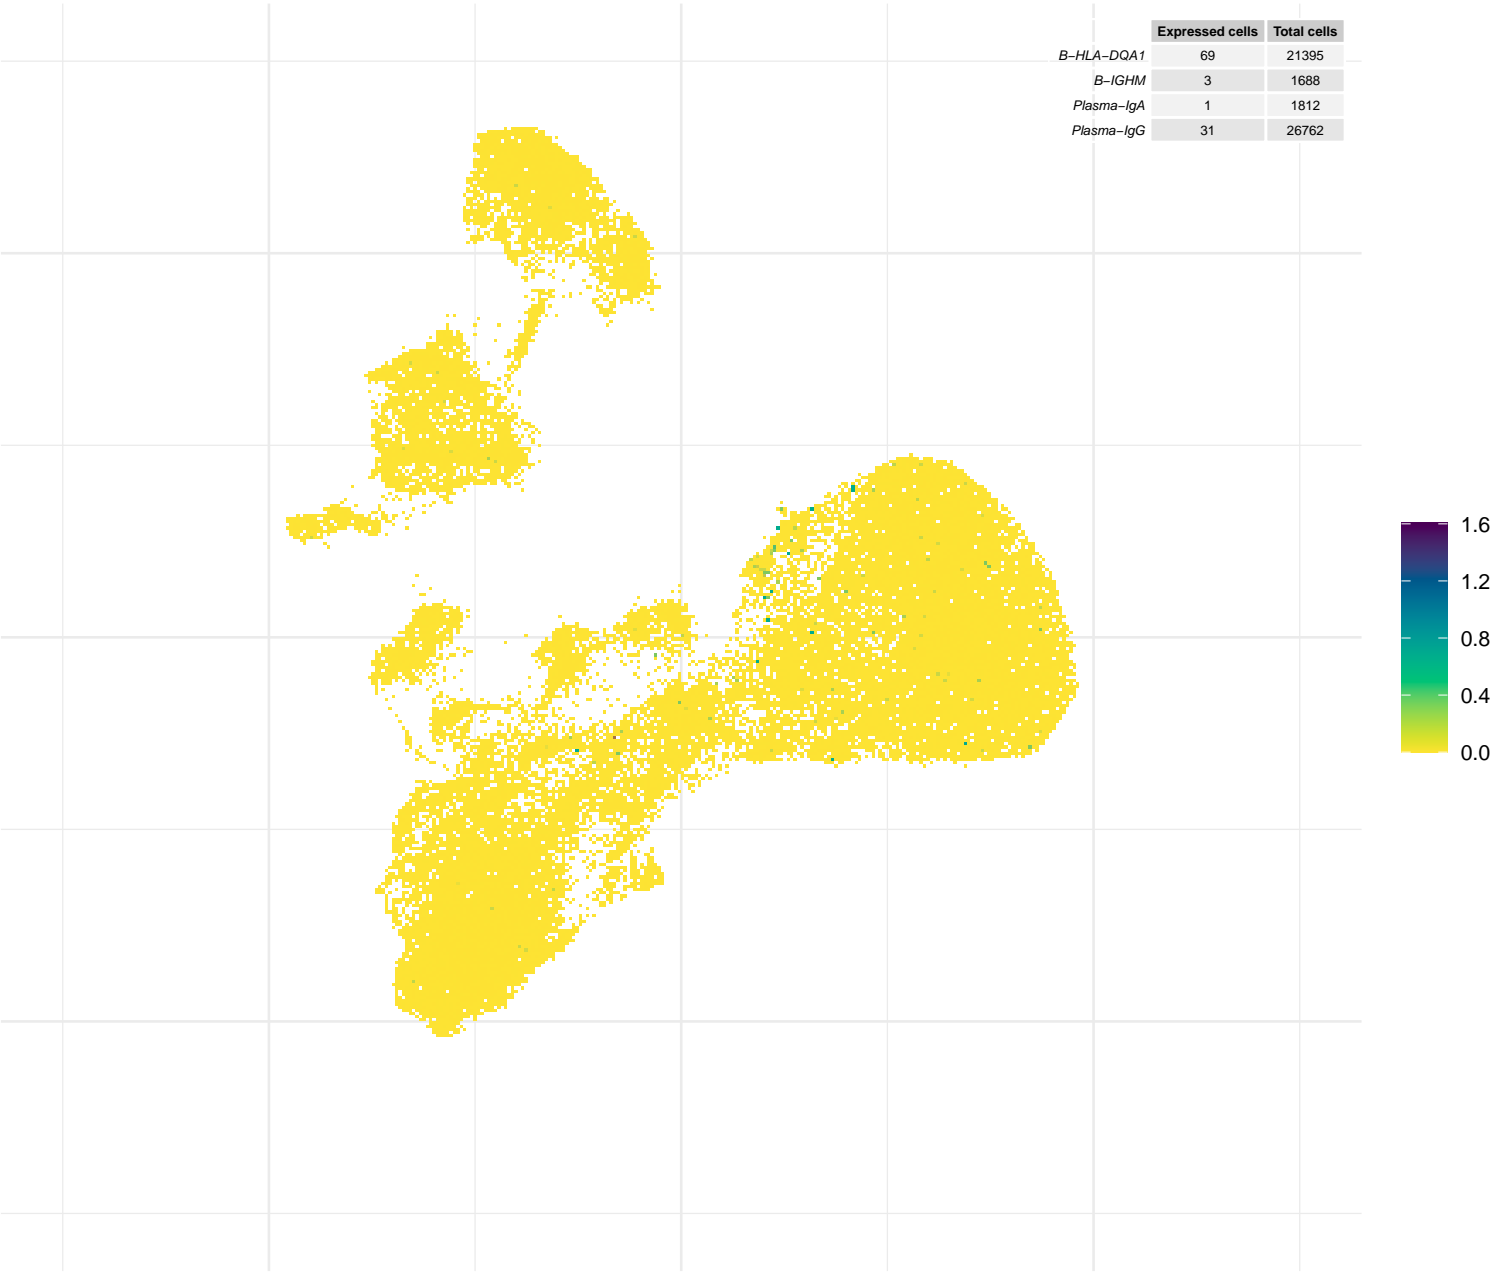 Expressed cells Total cells
B−HLA−DQA1 69 21395
B−IGHM 3 1688
Plasma−IgA 1 1812
Plasma−IgG 31 26762
1.6
1.2
0.8
0.4
0.0